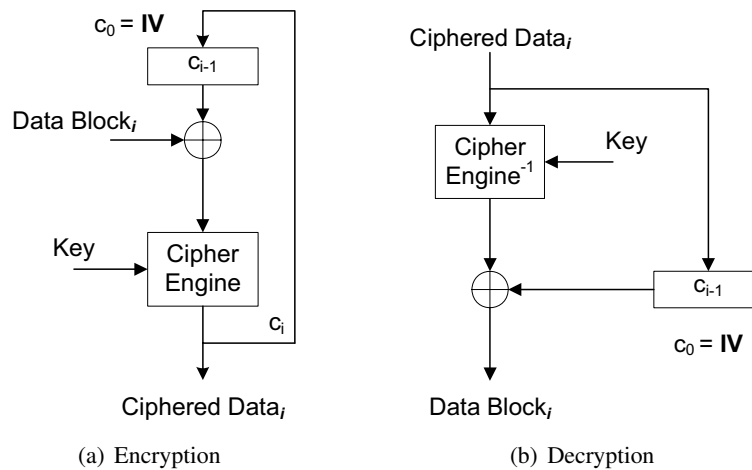 c₀ = IV
cᵢ₋₁
Data Blockᵢ
Key
Cipher
Engine
cᵢ
Ciphered Dataᵢ
(a) Encryption
Ciphered Dataᵢ
Cipher
Engine⁻¹
Key
cᵢ₋₁
c₀ = IV
Data Blockᵢ
(b) Decryption